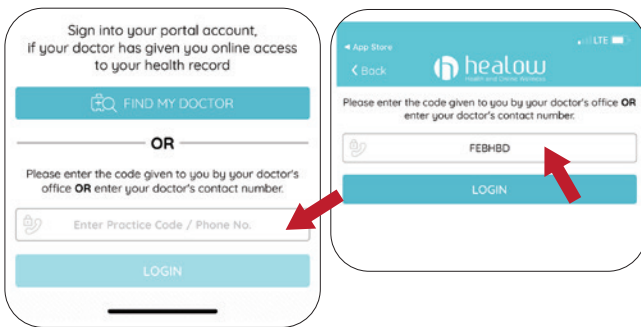 Sign into your portal account,
if your doctor has given you online access
to your health record
FIND MY DOCTOR
OR
Please enter the code given to you by your doctor's
office OR enter your doctor's contact number.
Enter Practice Code / Phone No.
LOGIN
App Store
LTE
Back
healow
Health and Online Wellness
Please enter the code given to you by your doctor's office OR
enter your doctor's contact number.
FEBHBD
LOGIN